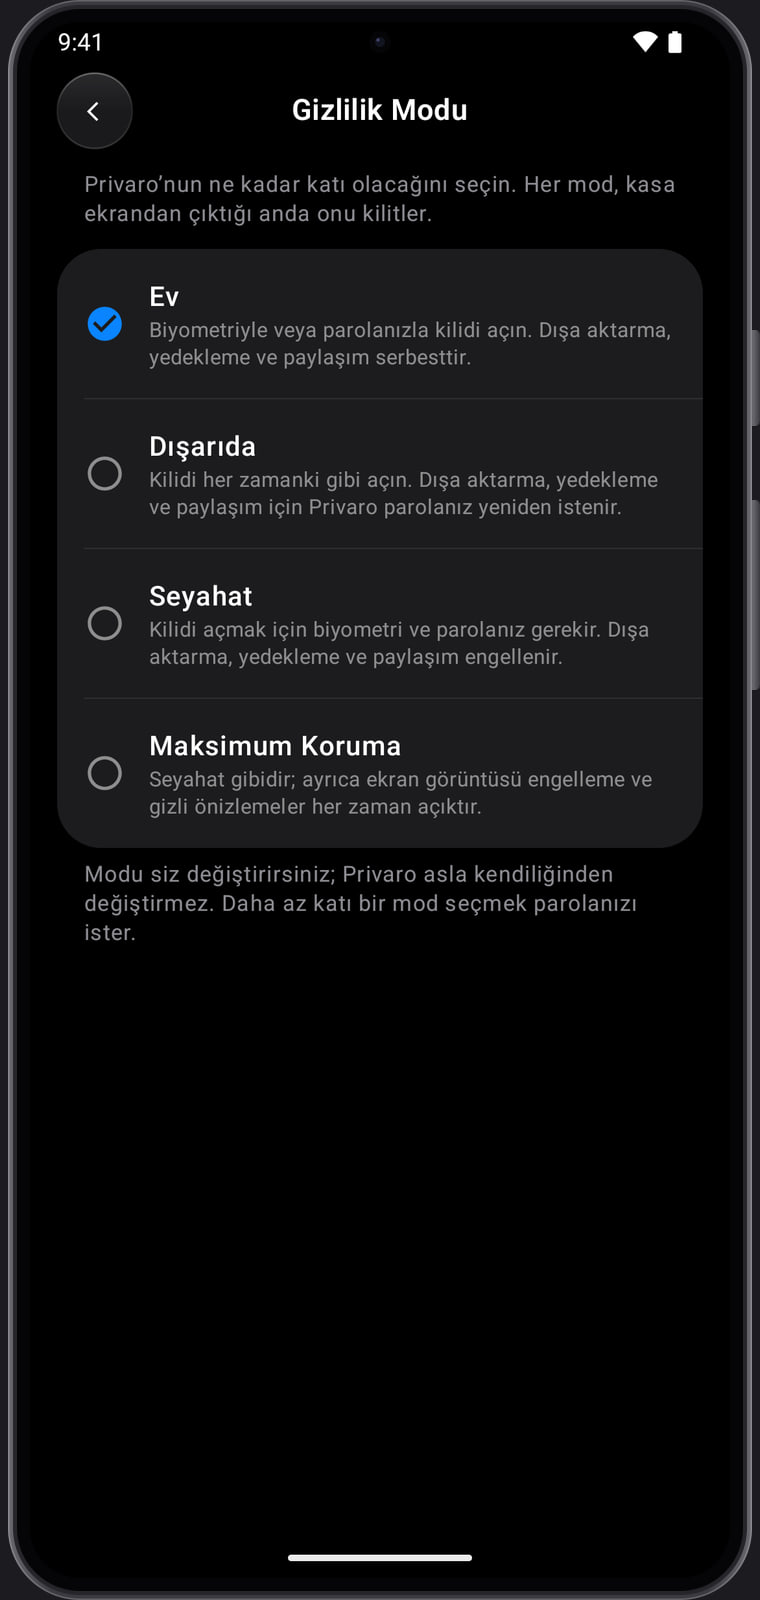 9:41
Gizlilik Modu
Privaro’nun ne kadar katı olacağını seçin. Her mod, kasa
ekrandan çıktığı anda onu kilitler.
Ev
Biyometriyle veya parolanızla kilidi açın. Dışa aktarma,
yedekleme ve paylaşım serbesttir.
Dışarıda
Kilidi her zamanki gibi açın. Dışa aktarma, yedekleme
ve paylaşım için Privaro parolanız yeniden istenir.
Seyahat
Kilidi açmak için biyometri ve parolanız gerekir. Dışa
aktarma, yedekleme ve paylaşım engellenir.
Maksimum Koruma
Seyahat gibidir; ayrıca ekran görüntüsü engelleme ve
gizli önizlemeler her zaman açıktır.
Modu siz değiştirirsiniz; Privaro asla kendiliğinden
değiştirmez. Daha az katı bir mod seçmek parolanızı
ister.